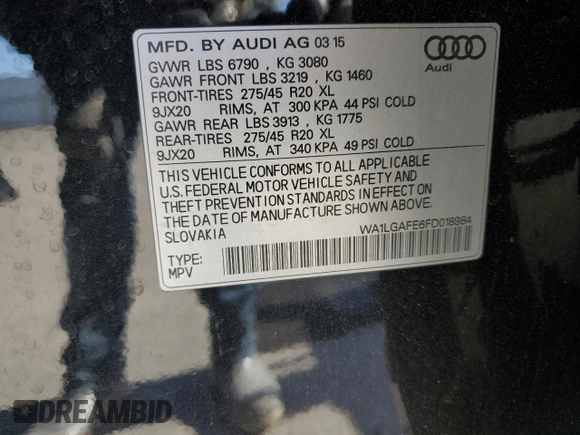 MFD. BY AUDI AG 03 15
GVWR LBS 6790 , KG 3080
GAWR FRONT LBS 3219 , KG 1460
FRONT-TIRES 275/45 R20 XL
9JX20 RIMS, AT 300 KPA 44 PSI COLD
GAWR REAR LBS 3913 , KG 1775
REAR-TIRES 275/45 R20 XL
9JX20 RIMS, AT 340 KPA 49 PSI COLD
Audi
THIS VEHICLE CONFORMS TO ALL APPLICABLE
U.S. FEDERAL MOTOR VEHICLE SAFETY AND
THEFT PREVENTION STANDARDS IN EFFECT ON
THE DATE OF MANUFACTURE SHOWN ABOVE
SLOVAKIA
WA1LGAFE6FD018984
TYPE:
MPV
DREAMBID